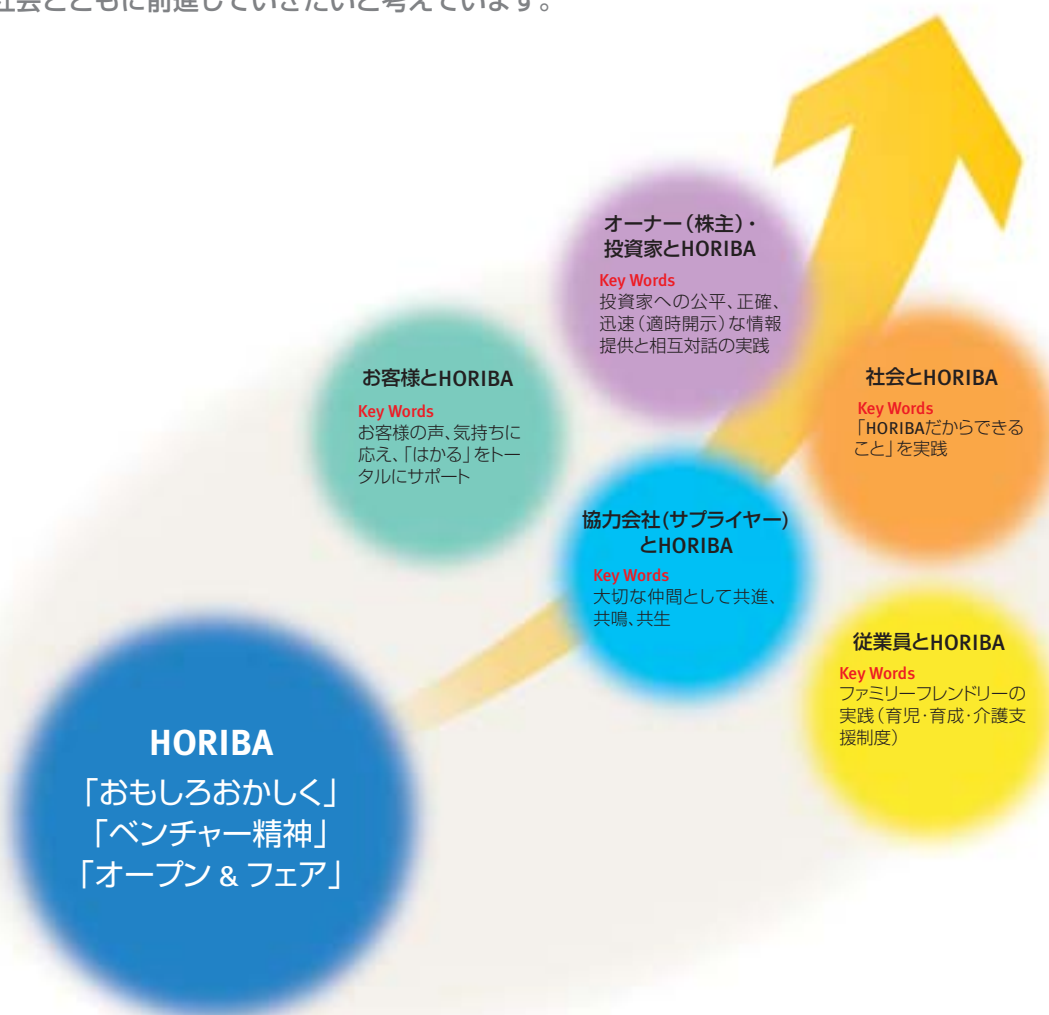 社会とともに前進していきたいと考えています。
オーナー（株主）・
投資家とHORIBA
Key Words
投資家への公平、正確、
迅速（適時開示）な情報
提供と相互対話の実践
お客様とHORIBA
Key Words
お客様の声、気持ちに
応え、「はかる」をトー
タルにサポート
社会とHORIBA
Key Words
「HORIBAだからできる
こと」を実践
協力会社(サプライヤー)
とHORIBA
Key Words
大切な仲間として共進、
共鳴、共生
従業員とHORIBA
Key Words
ファミリーフレンドリーの
実践（育児・育成・介護支
援制度）
HORIBA
「おもしろおかしく」
「ベンチャー精神」
「オープン & フェア」